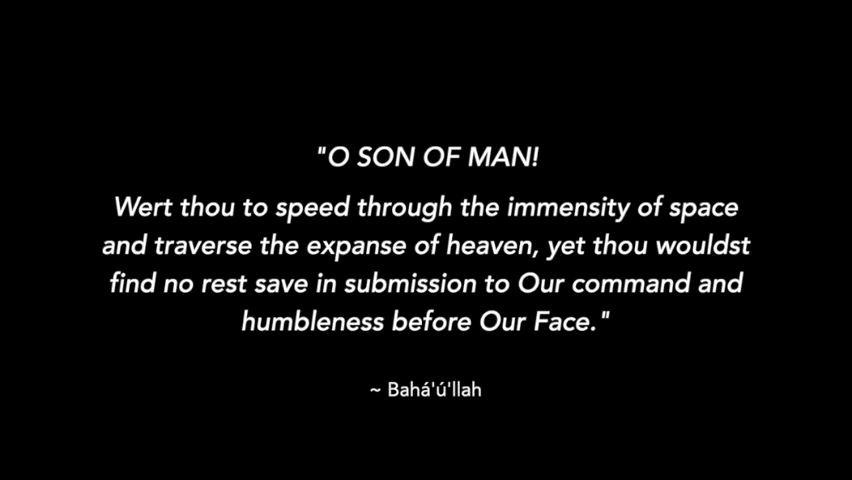 "O SON OF MAN!
Wert thou to speed through the immensity of space
and traverse the expanse of heaven, yet thou wouldst
find no rest save in submission to Our command and
humbleness before Our Face."
~ Bahá'ú'llah